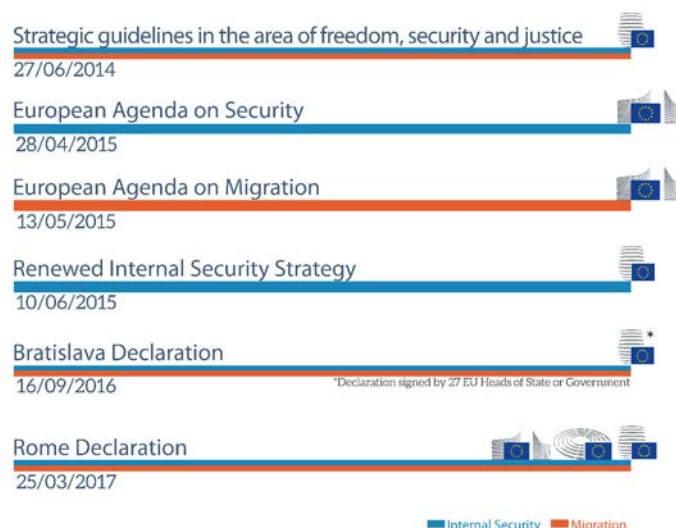 Strategic guidelines in the area of freedom, security and justice
27/06/2014
European Agenda on Security
28/04/2015
European Agenda on Migration
13/05/2015
Renewed Internal Security Strategy
10/06/2015
*
Bratislava Declaration
16/09/2016
*Declaration signed by 27 EU Heads of State or Government
Rome Declaration
25/03/2017
Internal Security Migration